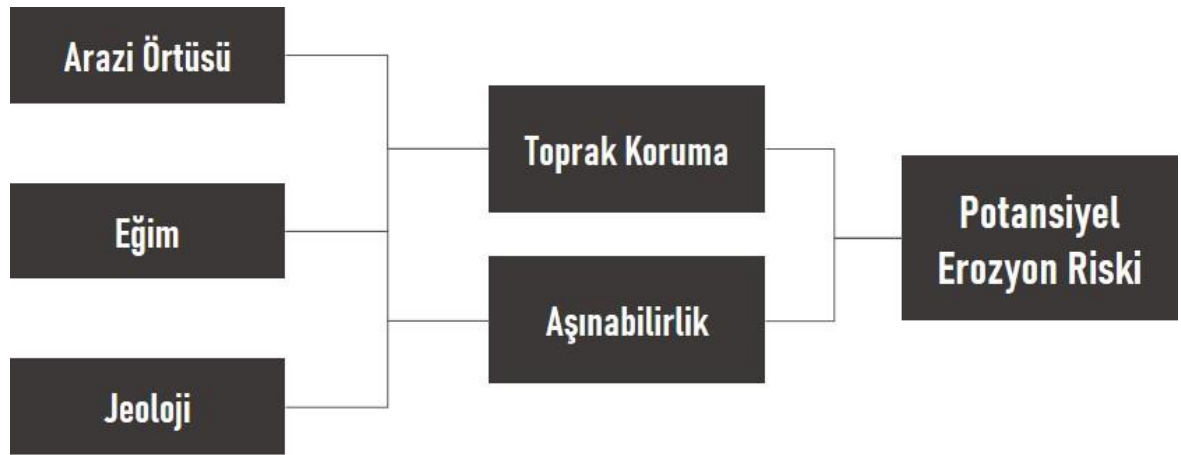 Arazi Örtüsü
Eğim
Jeoloji
Toprak Koruma
Aşınabilirlik
Potansiyel
Erozyon Riski